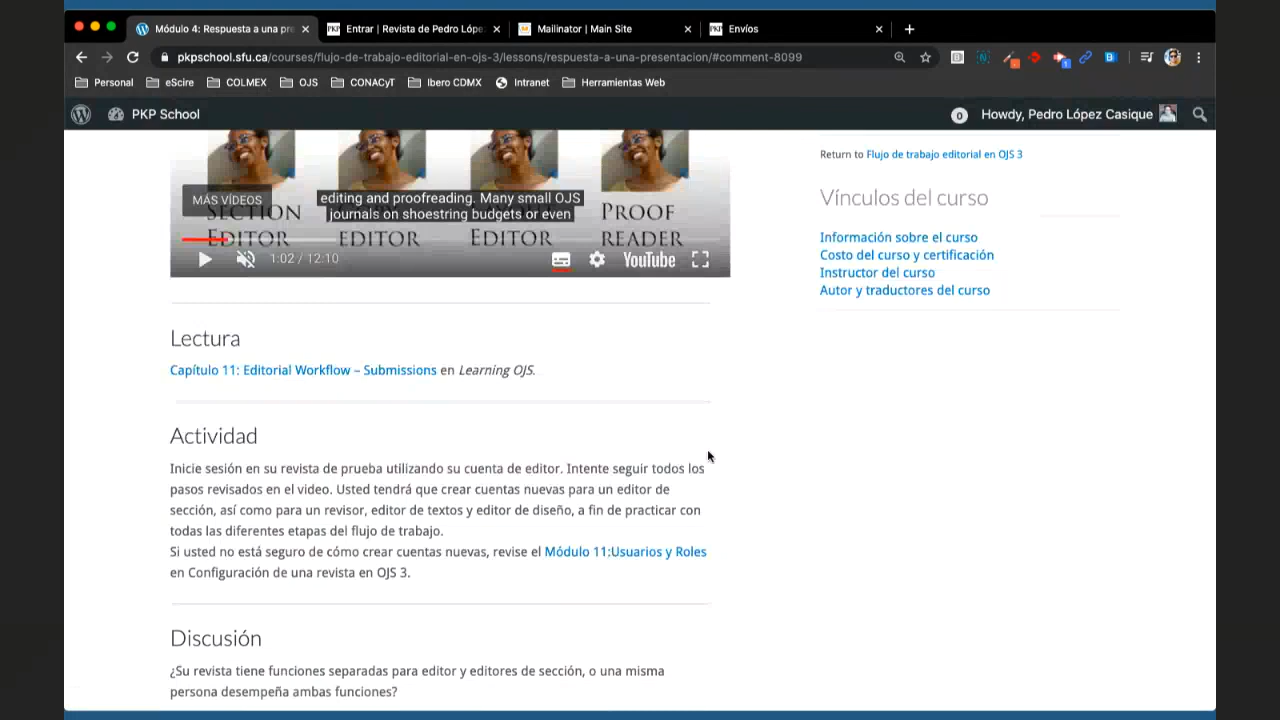 Módulo 4: Respuesta a una pre
Entrar | Revista de Pedro Lópe
Mailinator | Main Site
Envíos
pkpschool.sfu.ca/courses/flujo-de-trabajo-editorial-en-ojs-3/lessons/respuesta-a-una-presentacion/#comment-8099
Personal eScire COLMEX OJS CONACyT Ibero CDMX Intranet Herramientas Web
PKP School 0 Howdy, Pedro López Casique
MÁS VÍDEOS
editing and proofreading. Many small OJS
journals on shoestring budgets or even
SECTION EDITOR
COPY EDITOR
LAYOUT EDITOR
PROOF READER
1:02 / 12:10 YouTube
Return to Flujo de trabajo editorial en OJS 3
Vínculos del curso
Información sobre el curso
Costo del curso y certificación
Instructor del curso
Autor y traductores del curso
Lectura
Capítulo 11: Editorial Workflow – Submissions en Learning OJS.
Actividad
Inicie sesión en su revista de prueba utilizando su cuenta de editor. Intente seguir todos los
pasos revisados en el video. Usted tendrá que crear cuentas nuevas para un editor de
sección, así como para un revisor, editor de textos y editor de diseño, a fin de practicar con
todas las diferentes etapas del flujo de trabajo.
Si usted no está seguro de cómo crear cuentas nuevas, revise el Módulo 11:Usuarios y Roles
en Configuración de una revista en OJS 3.
Discusión
¿Su revista tiene funciones separadas para editor y editores de sección, o una misma
persona desempeña ambas funciones?